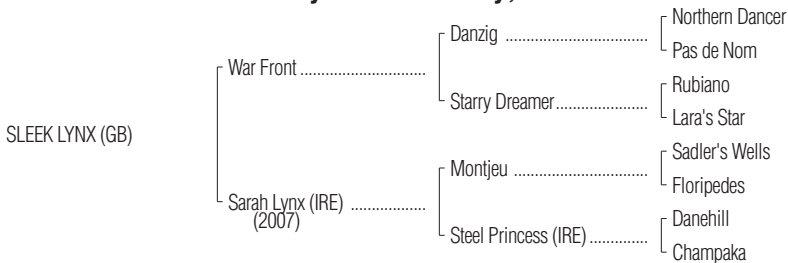 Northern Dancer
Danzig ....................................
Pas de Nom
War Front ...............................
Rubiano
Starry Dreamer.......................
Lara's Star
SLEEK LYNX (GB)
Sadler's Wells
Montjeu ..................................
Floripedes
Sarah Lynx (IRE) ..................
(2007)
Danehill
Steel Princess (IRE)..............
Champaka